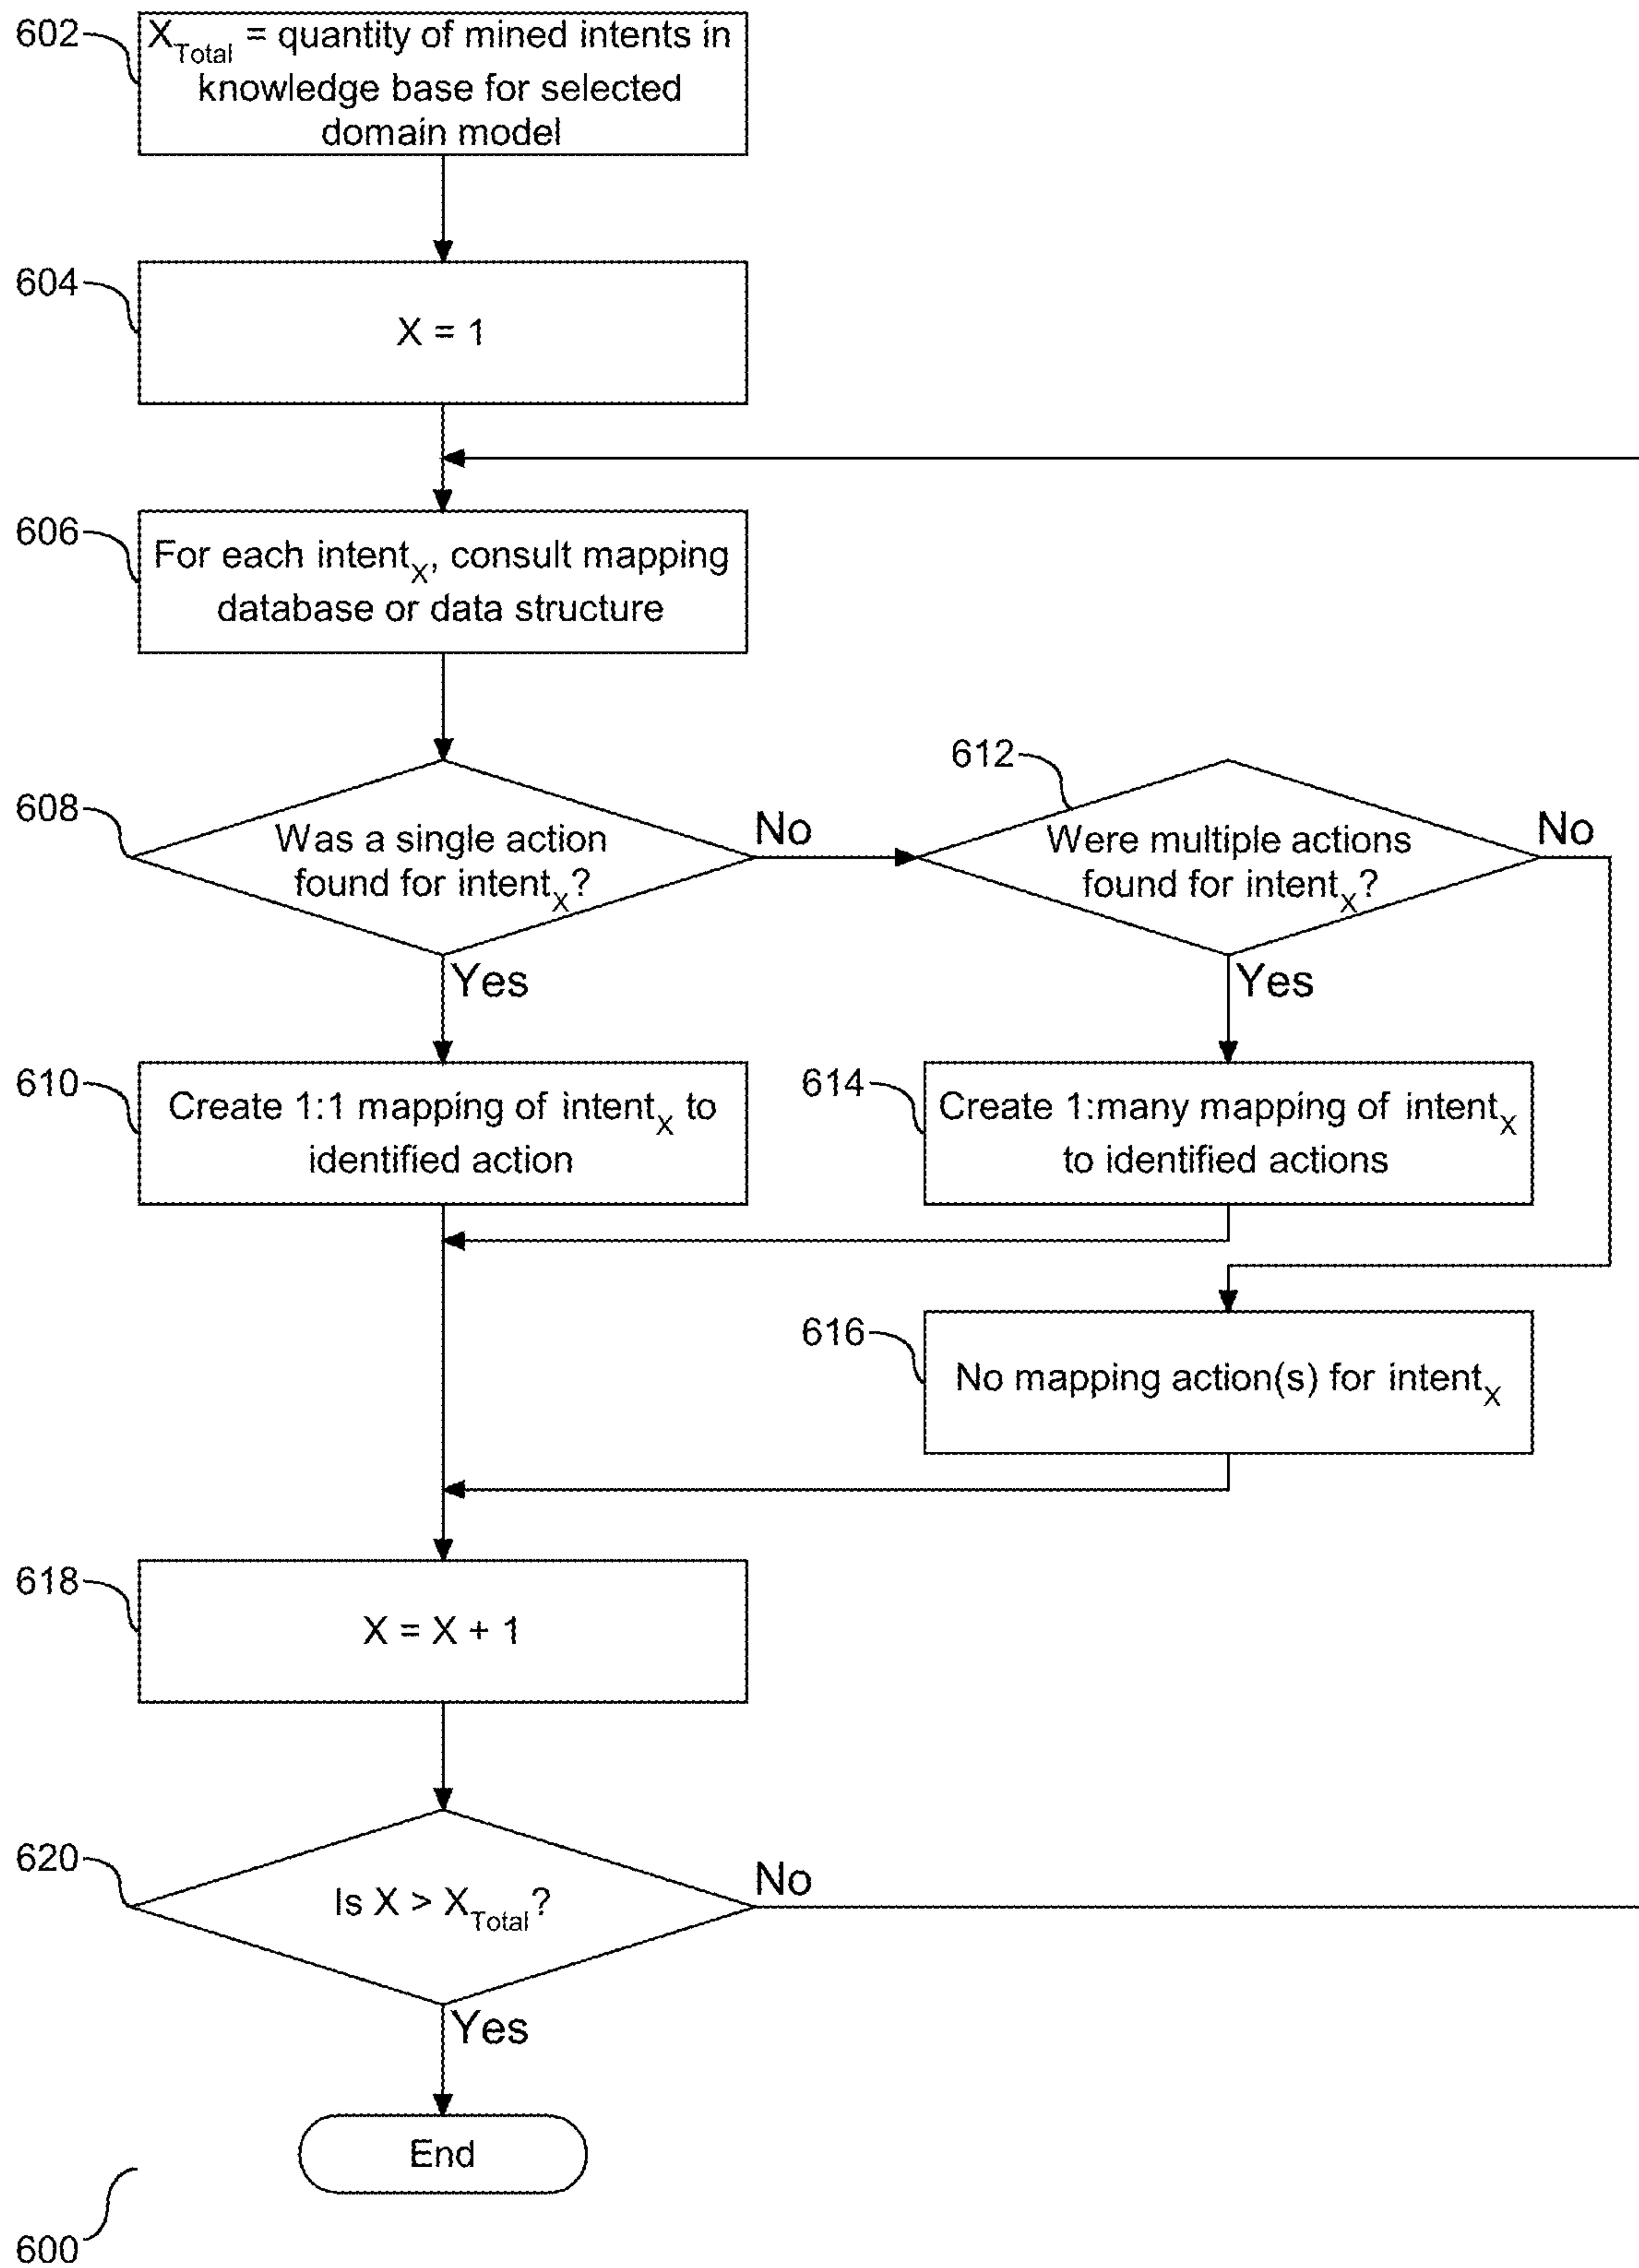 602
X_Total = quantity of mined intents in
knowledge base for selected
domain model
604
X = 1
606
For each intent_X, consult mapping
database or data structure
608
Was a single action
found for intent_X?
No
612
Were multiple actions
found for intent_X?
No
Yes
Yes
610
Create 1:1 mapping of intent_X to
identified action
614
Create 1:many mapping of intent_X
to identified actions
616
No mapping action(s) for intent_X
618
X = X + 1
620
Is X > X_Total?
No
Yes
End
600